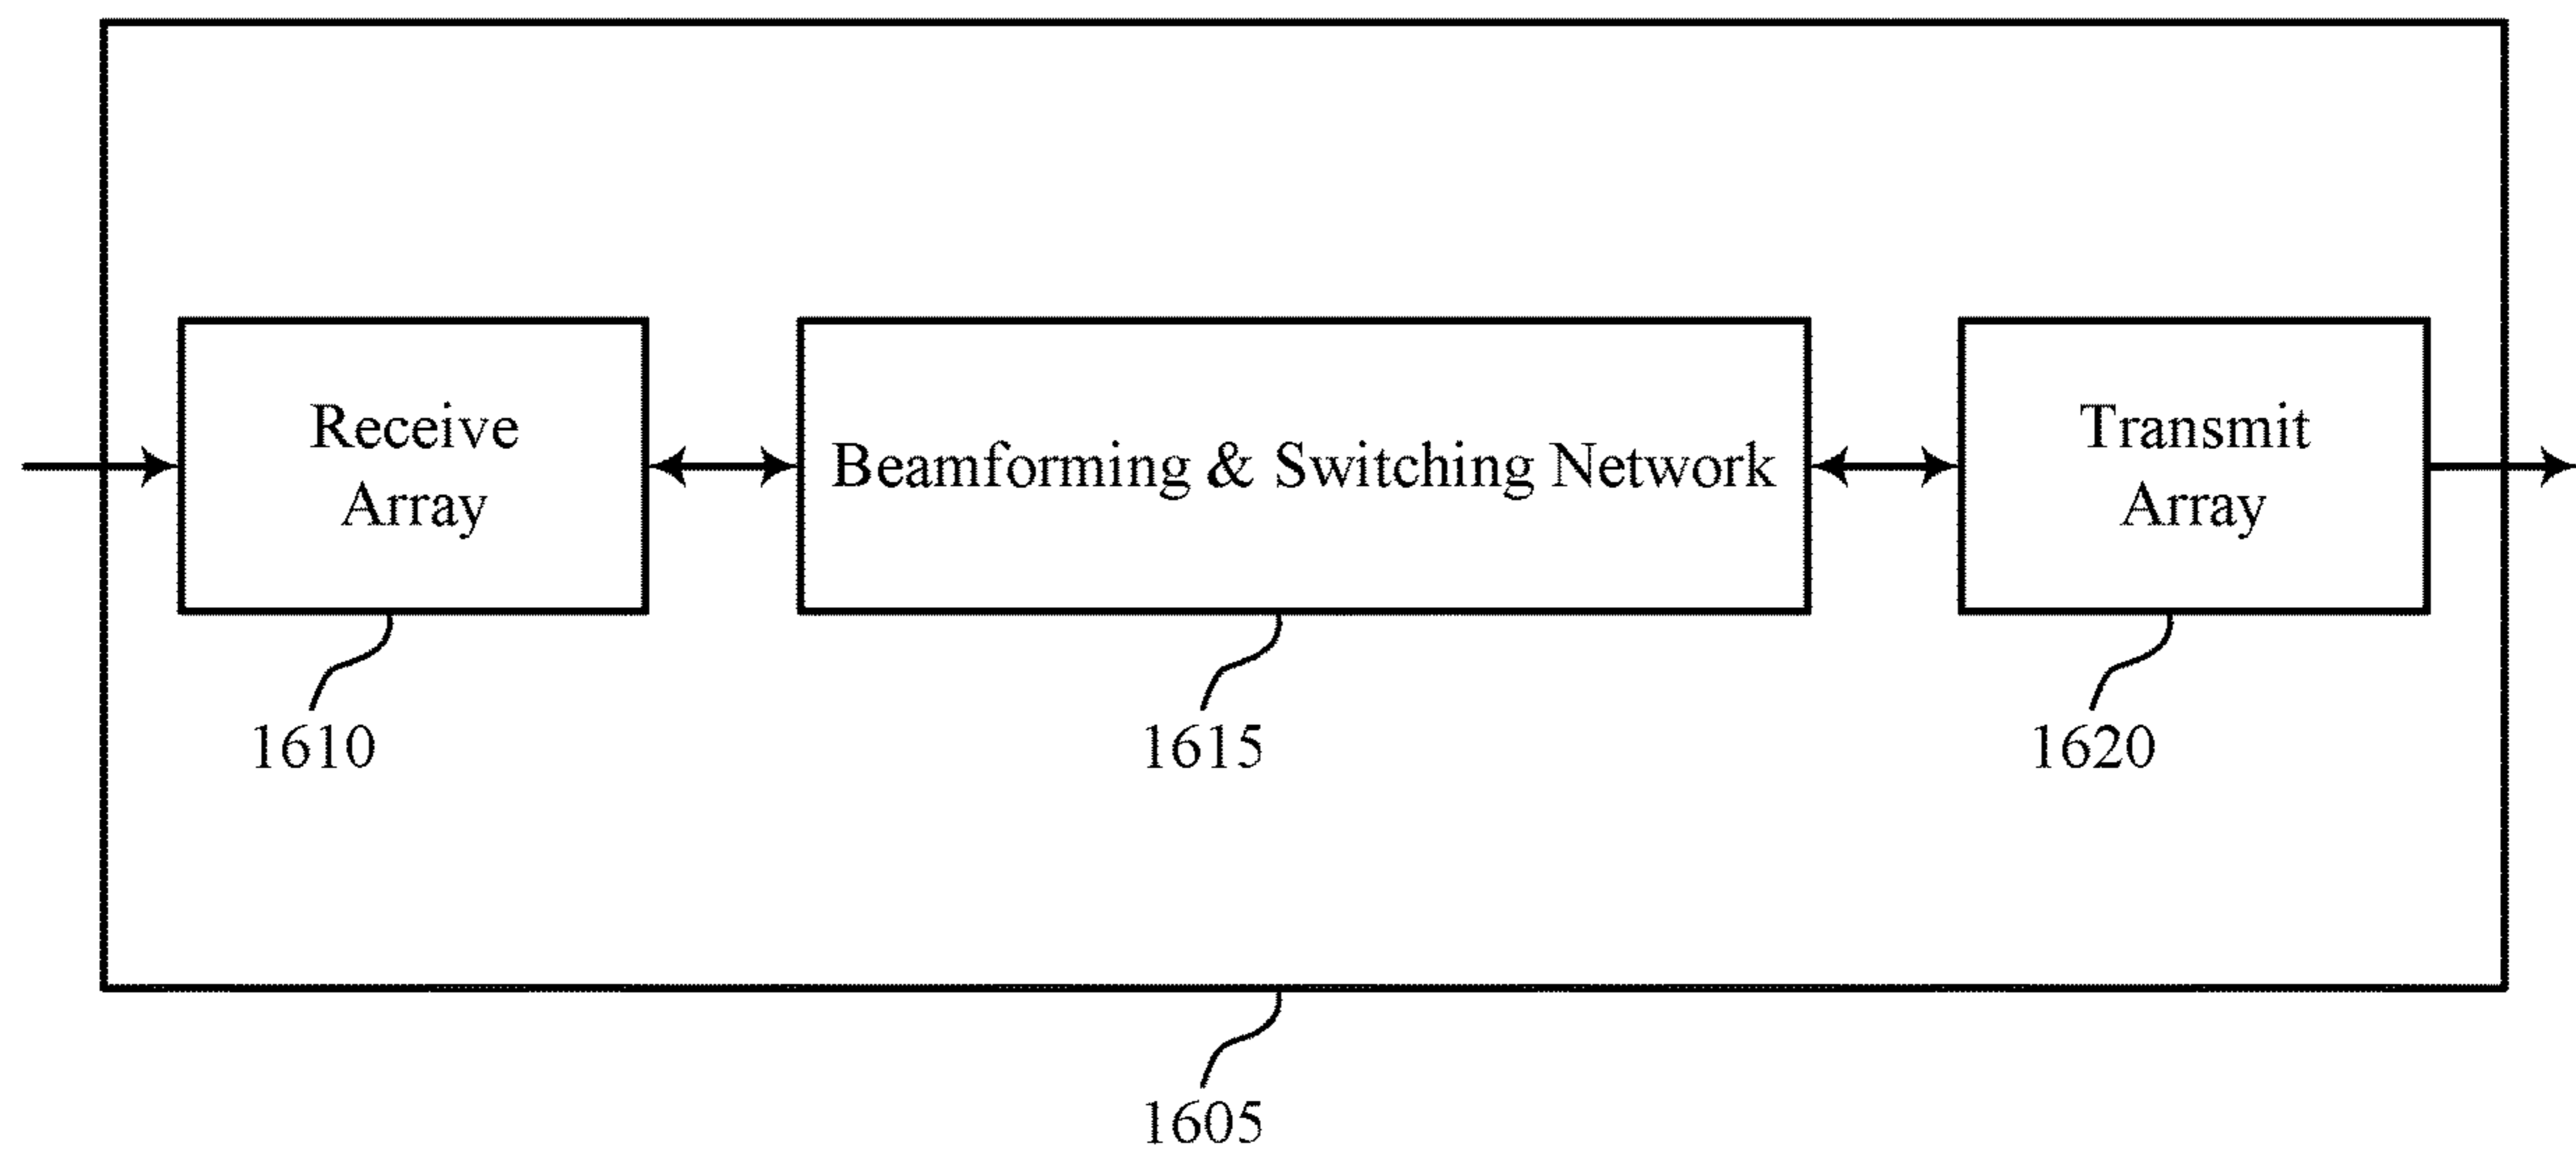 Receive
Array
Beamforming & Switching Network
Transmit
Array
1610
1615
1620
1605